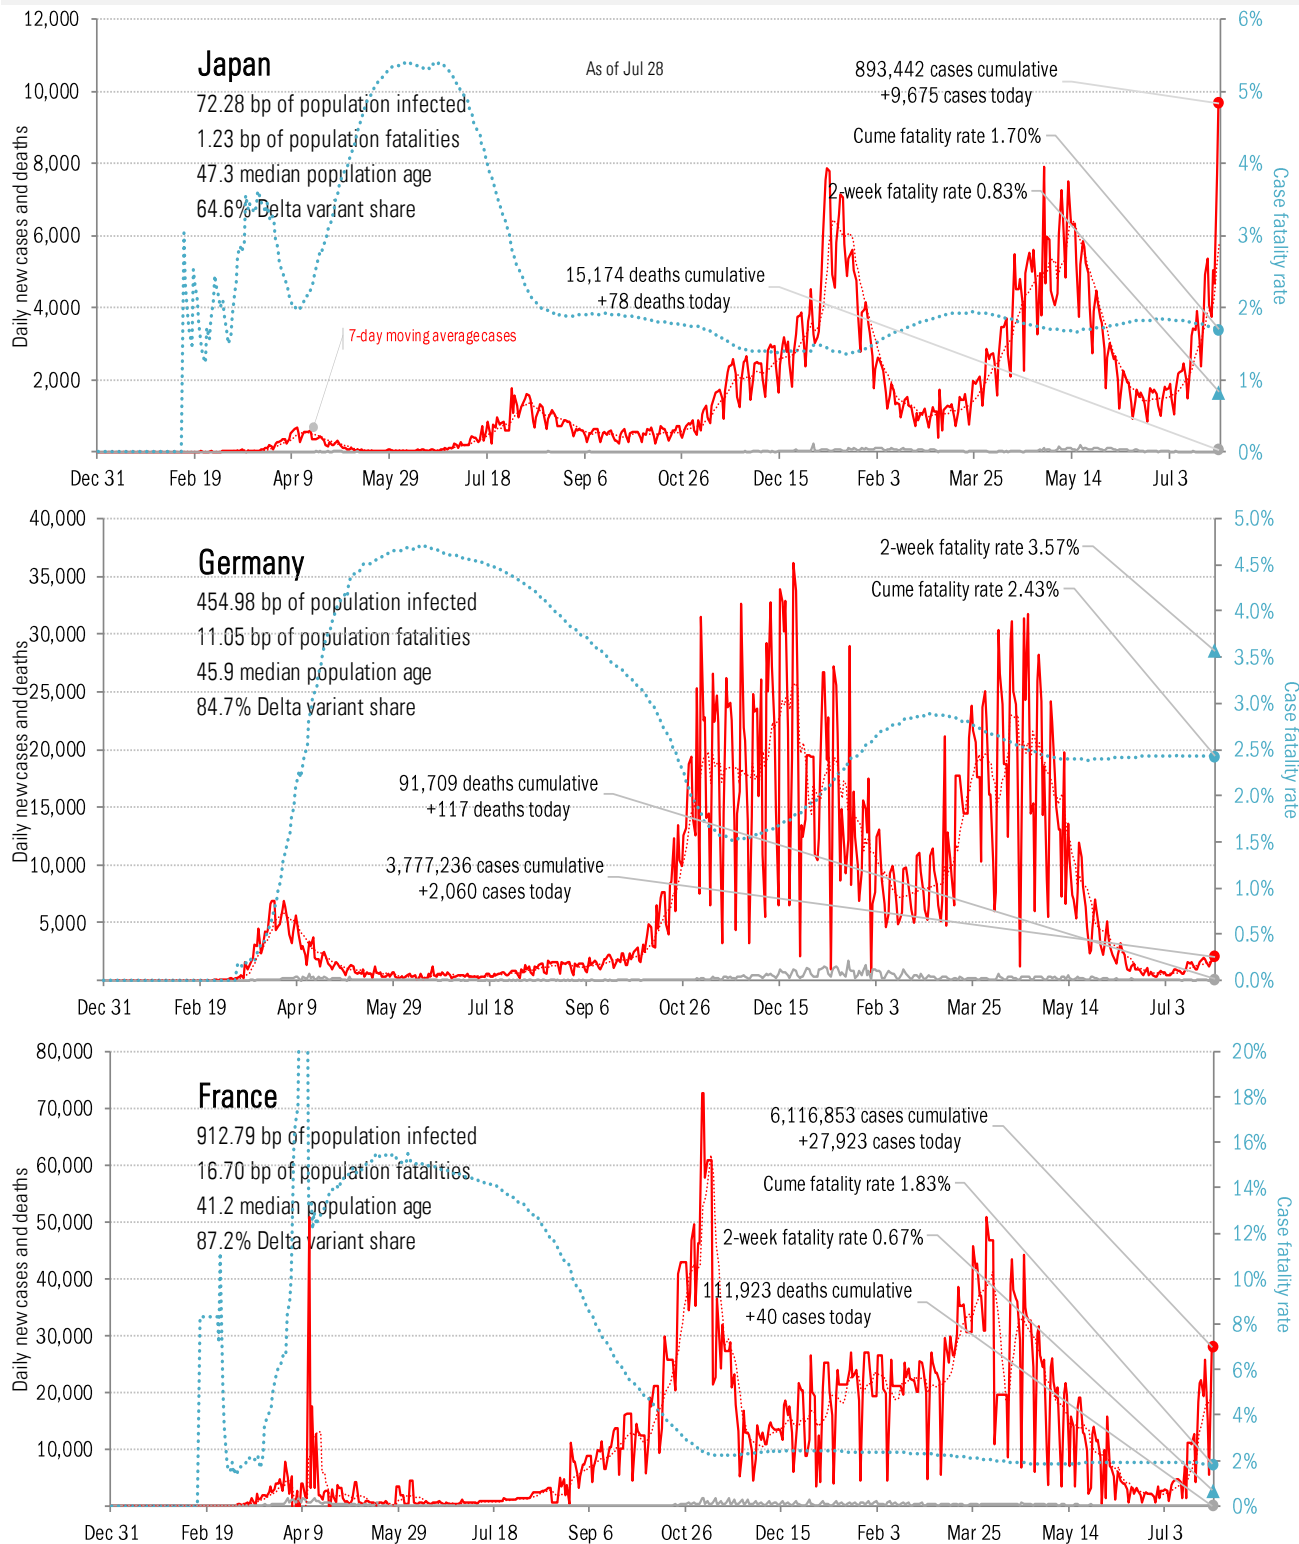 12,000
10,000
8,000
6,000
4,000
2,000
Daily new cases and deaths
Japan
72.28 bp of population infected
1.23 bp of population fatalities
47.3 median population age
64.6% Delta variant share
As of Jul 28
893,442 cases cumulative
+9,675 cases today
Cume fatality rate 1.70%
2-week fatality rate 0.83%
15,174 deaths cumulative
+78 deaths today
7-day moving average cases
6%
5%
4%
3%
2%
1%
0%
Case fatality rate
Dec 31 Feb 19 Apr 9 May 29 Jul 18 Sep 6 Oct 26 Dec 15 Feb 3 Mar 25 May 14 Jul 3
40,000
35,000
30,000
25,000
20,000
15,000
10,000
5,000
Daily new cases and deaths
Germany
454.98 bp of population infected
11.05 bp of population fatalities
45.9 median population age
84.7% Delta variant share
2-week fatality rate 3.57%
Cume fatality rate 2.43%
91,709 deaths cumulative
+117 deaths today
3,777,236 cases cumulative
+2,060 cases today
5.0%
4.5%
4.0%
3.5%
3.0%
2.5%
2.0%
1.5%
1.0%
0.5%
0.0%
Case fatality rate
Dec 31 Feb 19 Apr 9 May 29 Jul 18 Sep 6 Oct 26 Dec 15 Feb 3 Mar 25 May 14 Jul 3
80,000
70,000
60,000
50,000
40,000
30,000
20,000
10,000
Daily new cases and deaths
France
912.79 bp of population infected
16.70 bp of population fatalities
41.2 median population age
87.2% Delta variant share
6,116,853 cases cumulative
+27,923 cases today
Cume fatality rate 1.83%
2-week fatality rate 0.67%
111,923 deaths cumulative
+40 cases today
20%
18%
16%
14%
12%
10%
8%
6%
4%
2%
0%
Case fatality rate
Dec 31 Feb 19 Apr 9 May 29 Jul 18 Sep 6 Oct 26 Dec 15 Feb 3 Mar 25 May 14 Jul 3